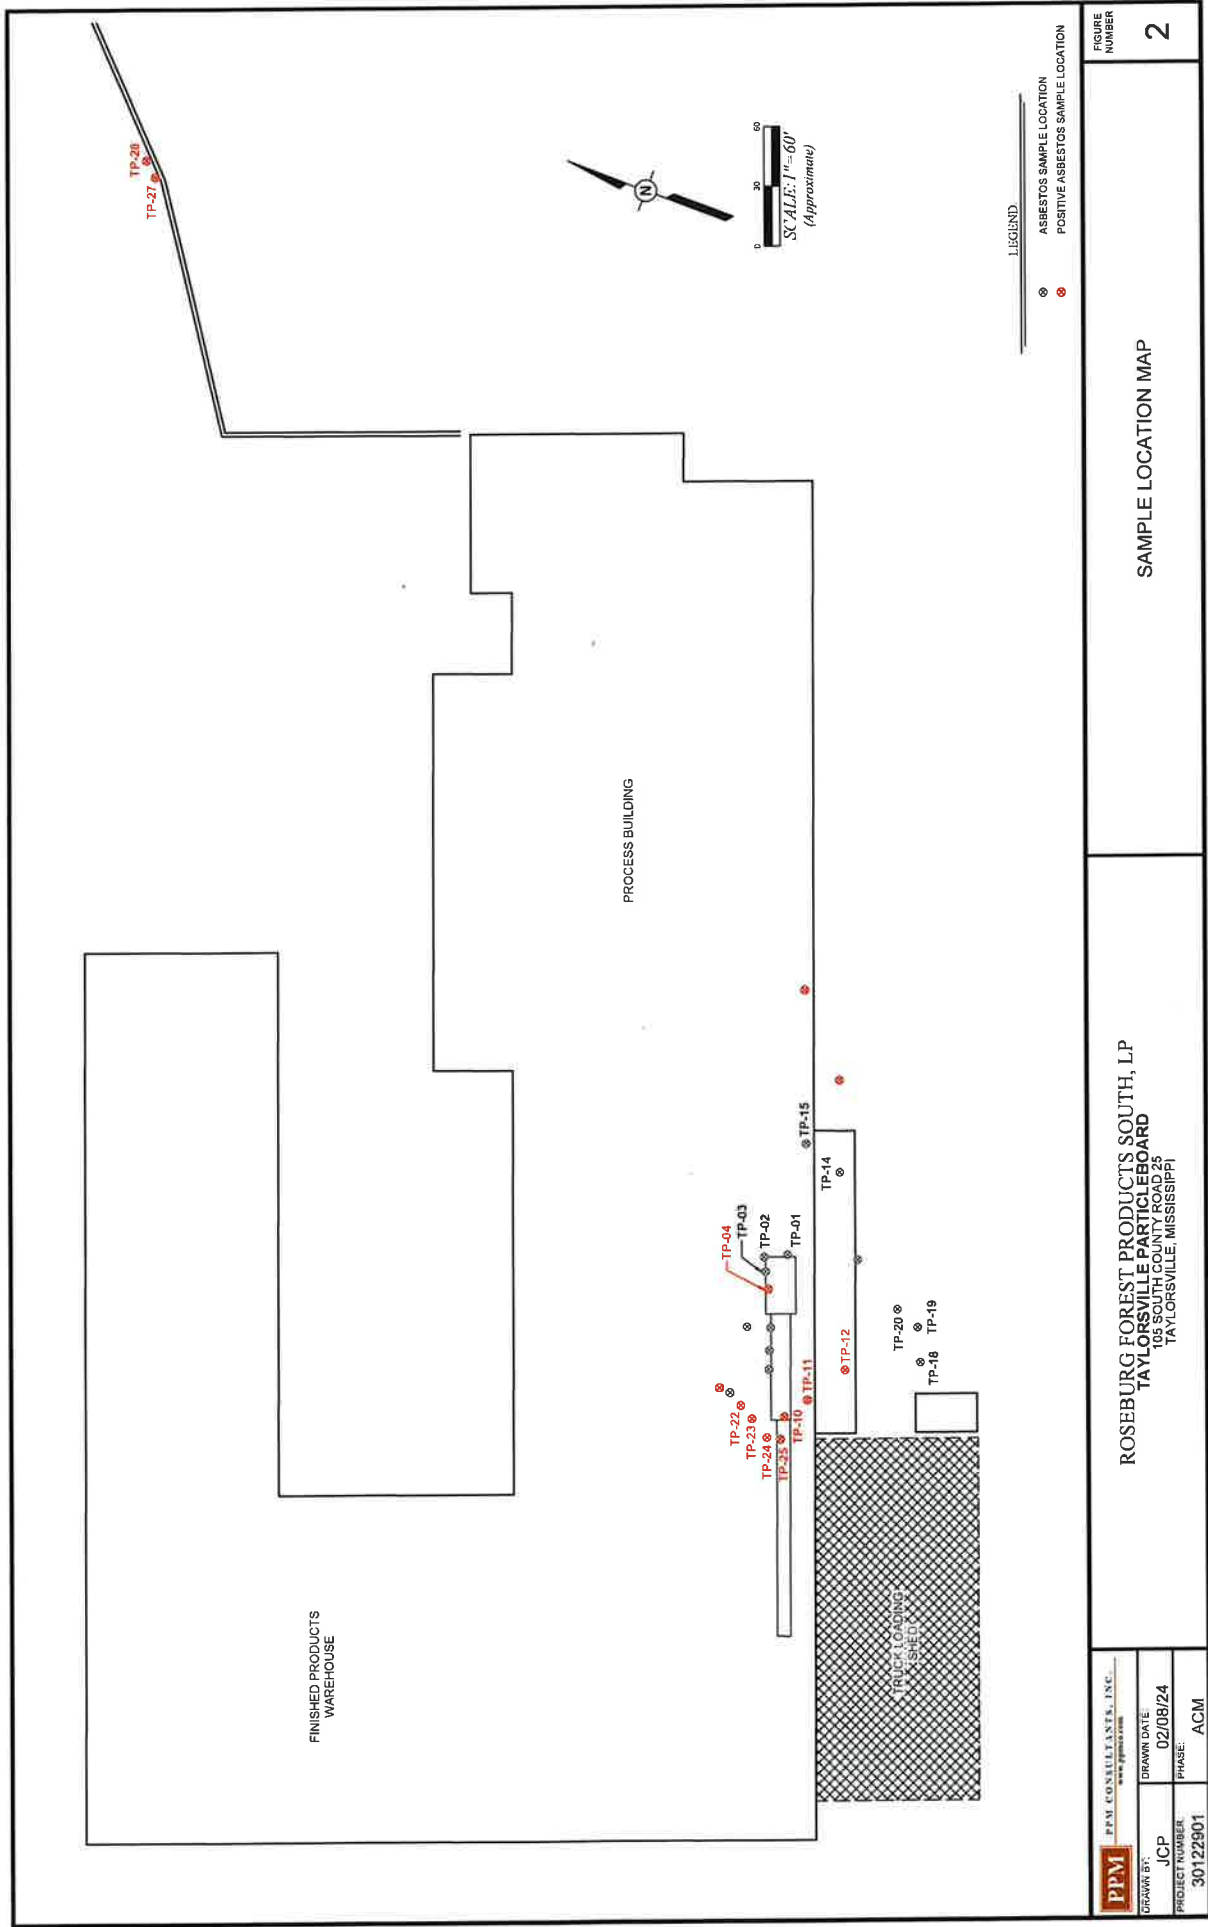 TP-28
TP-27
N
0
30
60
SCALE: 1"=60'
(Approximate)
LEGEND
ASBESTOS SAMPLE LOCATION
POSITIVE ASBESTOS SAMPLE LOCATION
FINISHED PRODUCTS
WAREHOUSE
PROCESS BUILDING
TP-04
TP-03
TP-02
TP-01
TP-15
TP-14
TP-22
TP-23
TP-24
TP-25
TP-10
TP-11
TP-12
TP-20
TP-19
TP-18
TRUCK LOADING
SHED
PPM
PPM CONSULTANTS, INC.
www.ppmco.com
DRAWN BY:
JCP
DRAWN DATE:
02/08/24
PROJECT NUMBER:
30122901
PHASE:
ACM
ROSEBURG FOREST PRODUCTS SOUTH, LP
TAYLORSVILLE PARTICLEBOARD
105 SOUTH COUNTY ROAD 25
TAYLORSVILLE, MISSISSIPPI
SAMPLE LOCATION MAP
FIGURE
NUMBER
2